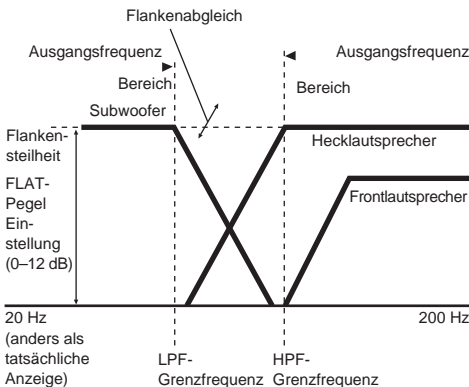 Flankenabgleich
Ausgangsfrequenz
Bereich
Ausgangsfrequenz
Bereich
Subwoofer
Flanken-
steilheit
FLAT-
Pegel
Ein-
stellung
(0–12 dB)
Hecklautsprecher
Frontlautsprecher
20 Hz
(anders als
tatsächliche
Anzeige)
200 Hz
LPF-
Grenzfrequenz
HPF-
Grenzfrequenz